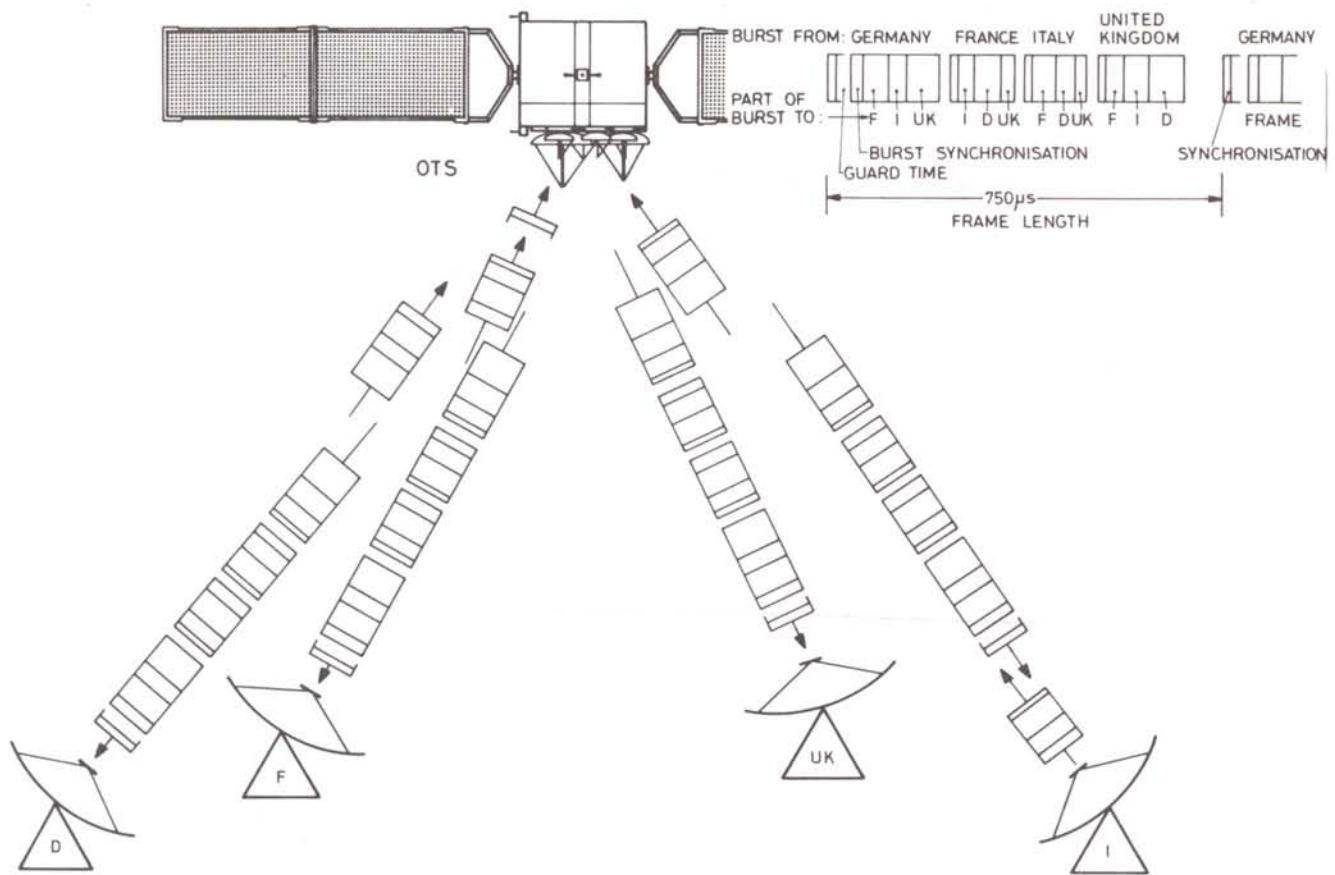 UNITED
BURST FROM: GERMANY FRANCE ITALY KINGDOM GERMANY
PART OF
BURST TO: F I UK I D UK F D UK F I D FRAME
BURST SYNCHRONISATION SYNCHRONISATION
GUARD TIME
OTS
750μs
FRAME LENGTH
F
UK
D
I